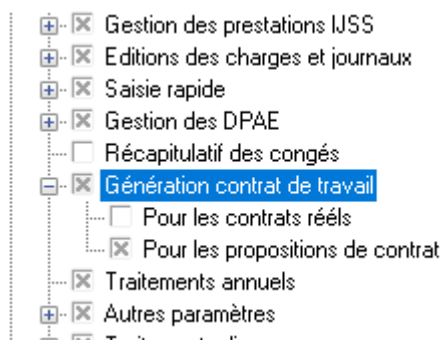 Gestion des prestations IJSS
Editions des charges et journaux
Saisie rapide
Gestion des DPAE
Récapitulatif des congés
Génération contrat de travail
Pour les contrats rééls
Pour les propositions de contrat
Traitements annuels
Autres paramètres